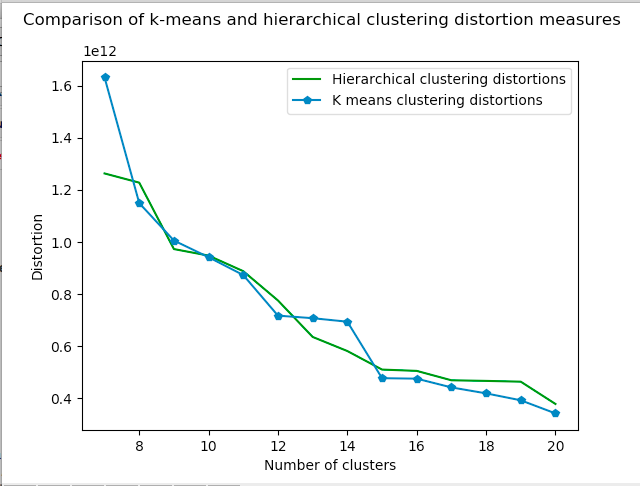 Comparison of k-means and hierarchical clustering distortion measures
1e12
Hierarchical clustering distortions
K means clustering distortions
1.6
1.4
1.2
1.0
0.8
0.6
0.4
Distortion
8 10 12 14 16 18 20
Number of clusters